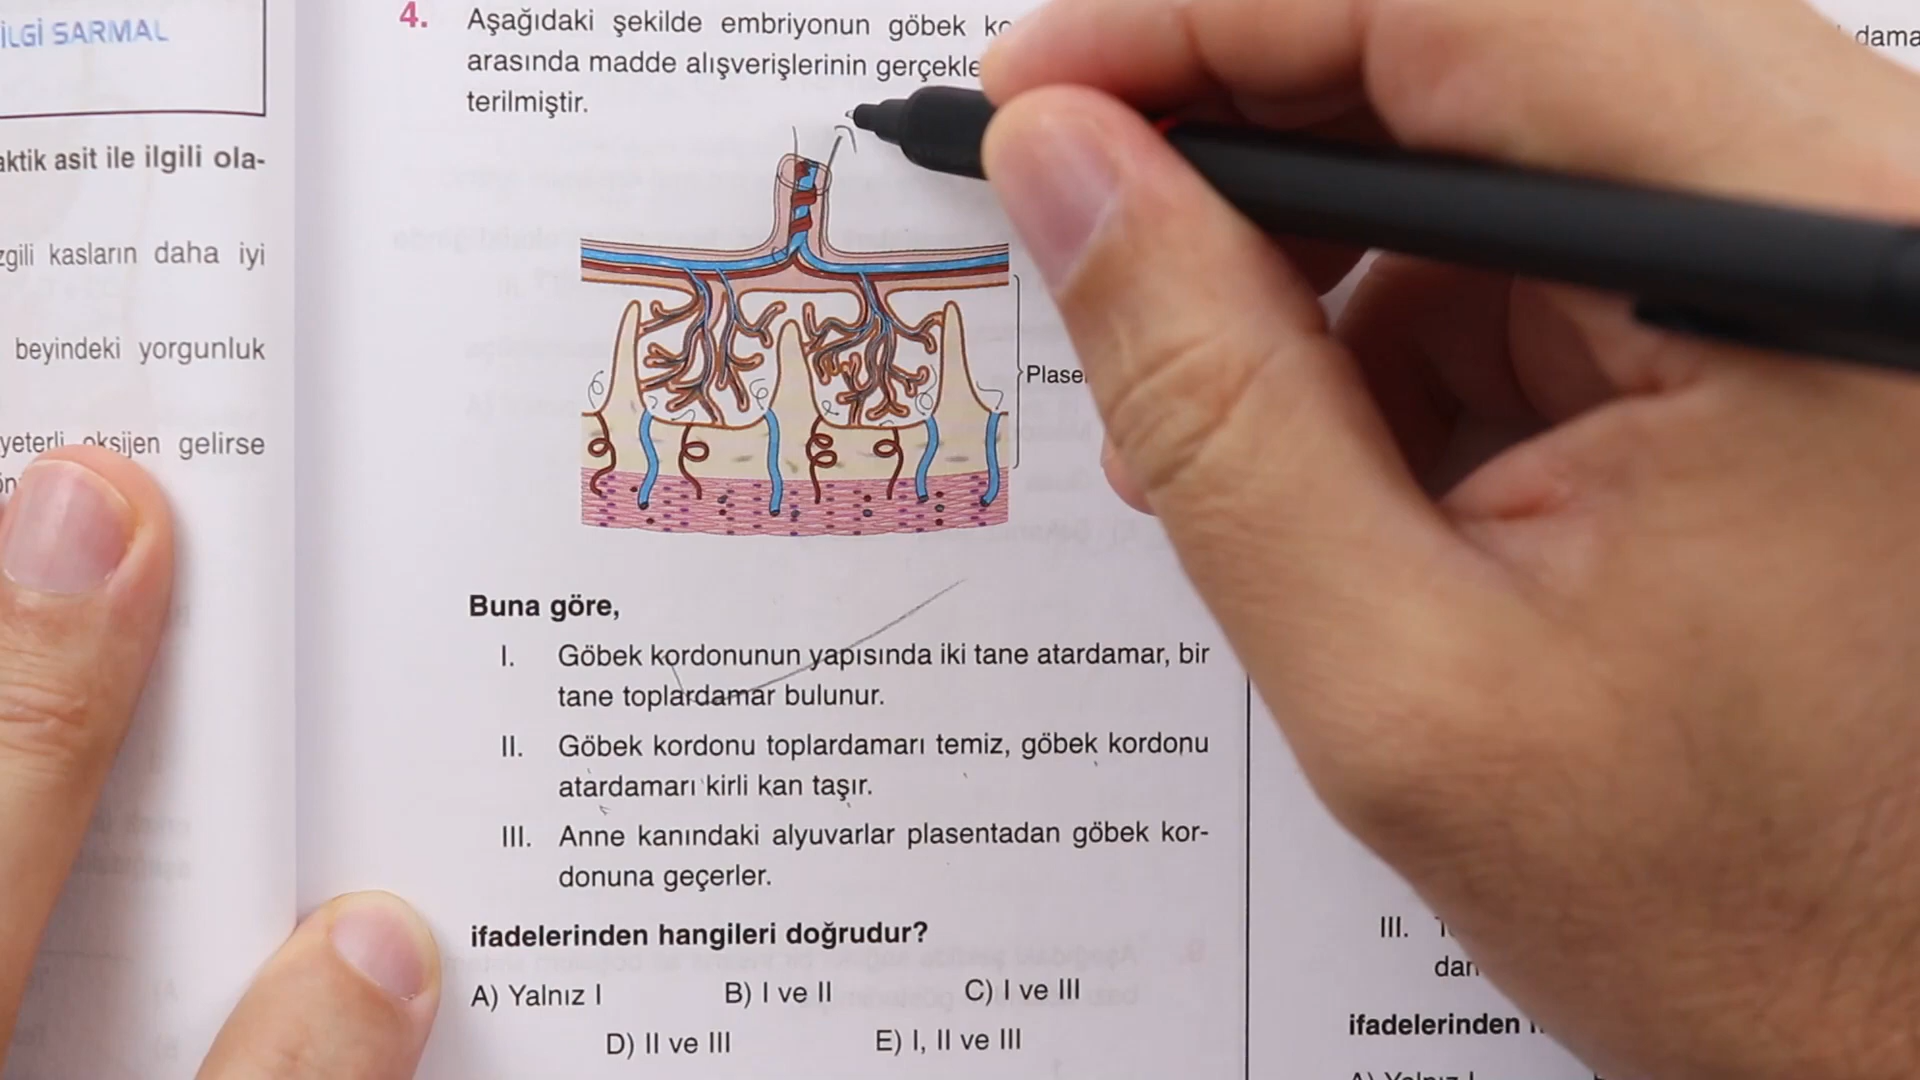 İLGİ SARMAL
aktik asit ile ilgili ola-
zgili kasların daha iyi
beyindeki yorgunluk
yeterli oksijen gelirse
4. Aşağıdaki şekilde embriyonun göbek
arasında madde alışverişlerinin
terilmiştir.
Buna göre,
I. Göbek kordonunun yapısında iki tane atardamar, bir
tane toplardamar bulunur.
II. Göbek kordonu toplardamarı temiz, göbek kordonu
atardamarı kirli kan taşır.
III. Anne kanındaki alyuvarlar plasentadan göbek kor-
donuna geçerler.
ifadelerinden hangileri doğrudur?
A) Yalnız I B) I ve II C) I ve III
D) II ve III E) I, II ve III
dama
III.
dan
ifadelerinden